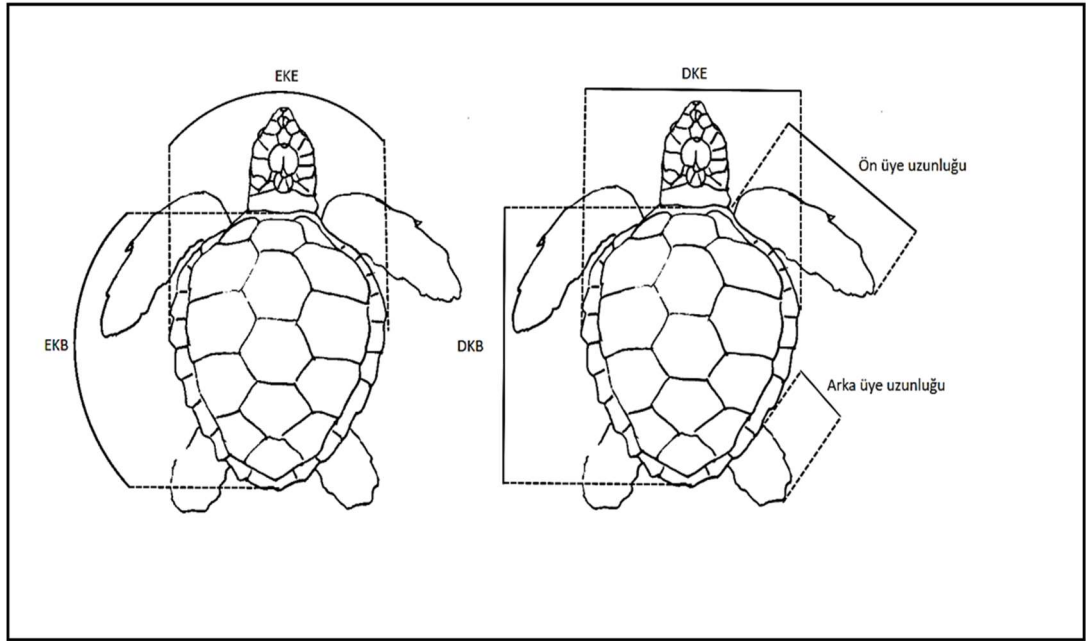 EKE
DKE
Ön üye uzunluğu
EKB
DKB
Arka üye uzunluğu